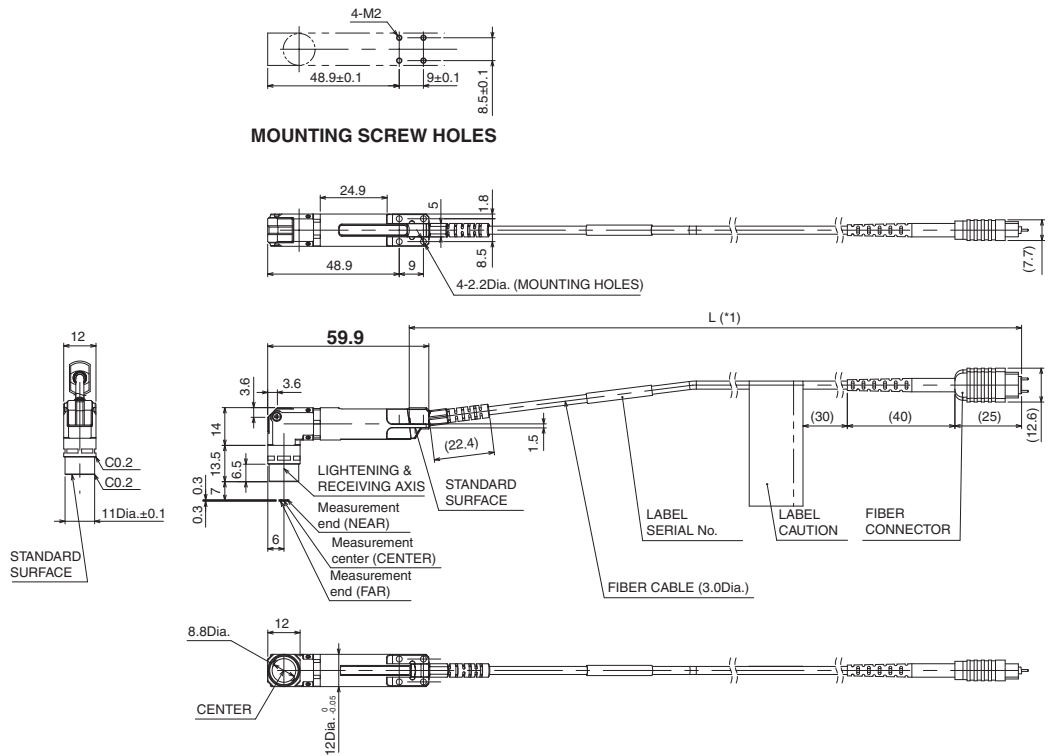 4-M2
48.9±0.1
9±0.1
8.5±0.1
MOUNTING SCREW HOLES
24.9
5
1.8
48.9
9
8.5
(7.7)
4-2.2Dia. (MOUNTING HOLES)
L (*1)
12
59.9
3.6
3.6
14
13.5
6.5
7
0.3
0.3
6
(22.4)
1.5
(30)
(40)
(25)
(12.6)
C0.2
C0.2
11Dia.±0.1
STANDARD
SURFACE
LIGHTENING &
RECEIVING AXIS
Measurement
end (NEAR)
Measurement
center (CENTER)
Measurement
end (FAR)
STANDARD
SURFACE
LABEL
SERIAL No.
LABEL
CAUTION
FIBER
CONNECTOR
FIBER CABLE (3.0Dia.)
8.8Dia.
12
CENTER
12Dia. 0 -0.05